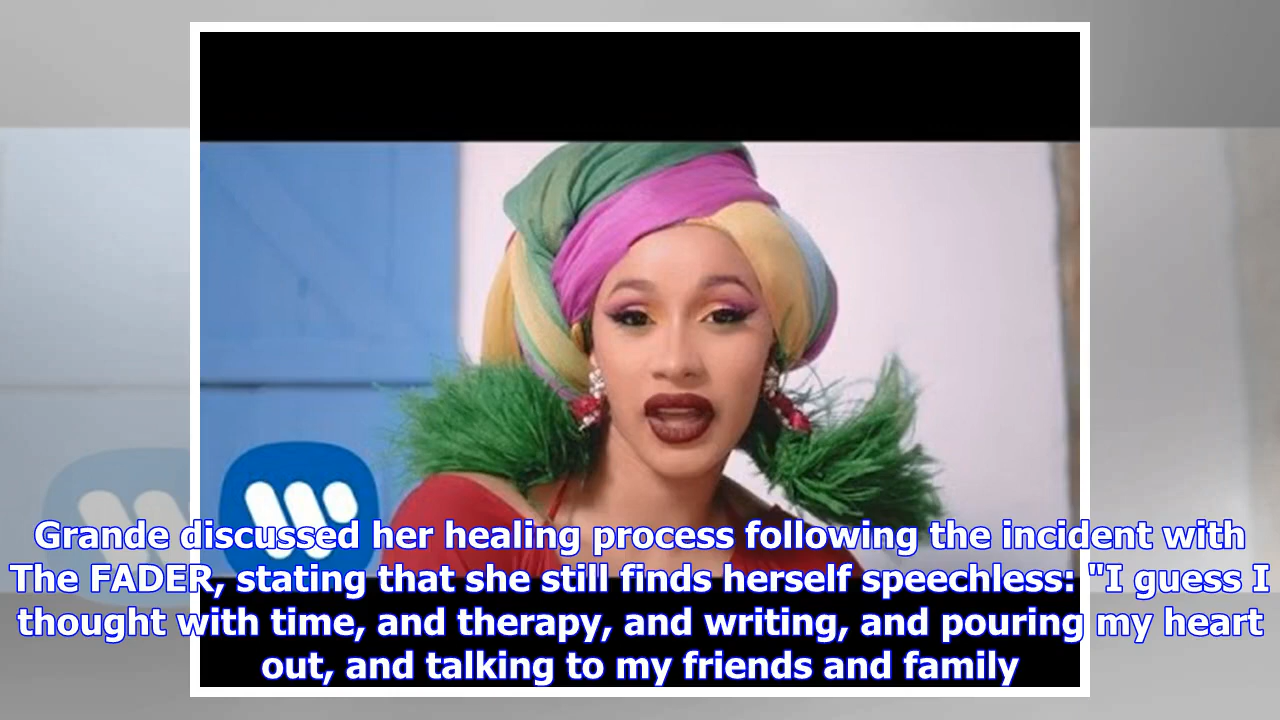 Grande discussed her healing process following the incident with
The FADER, stating that she still finds herself speechless: "I guess I
thought with time, and therapy, and writing, and pouring my heart
out, and talking to my friends and family